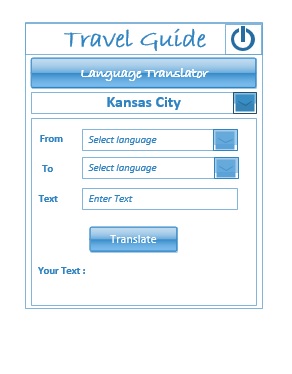 Travel Guide
Language Translator
Kansas City
From Select language
To Select language
Text Enter Text
Translate
Your Text :